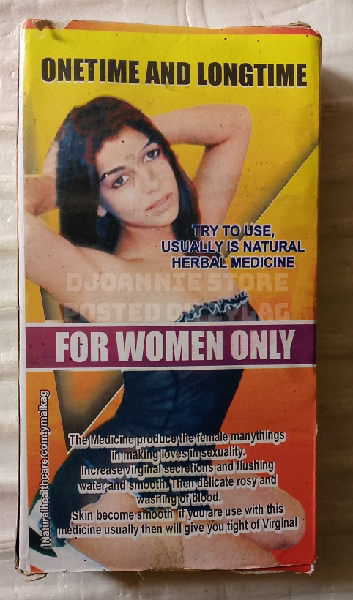 ONETIME AND LONGTIME
TRY TO USE,
USUALLY IS NATURAL
HERBAL MEDICINE
DJOANNIE STORE
POSTED ON
FOR WOMEN ONLY
The Medicine produce the female manythings
in making loves in sexuality.
Increase virginal secretions and flushing
water and smooth. Then delicate rosy and
washing of blood.
Skin become smooth if you are use with this
medicine usually then will give you tight of Virginal